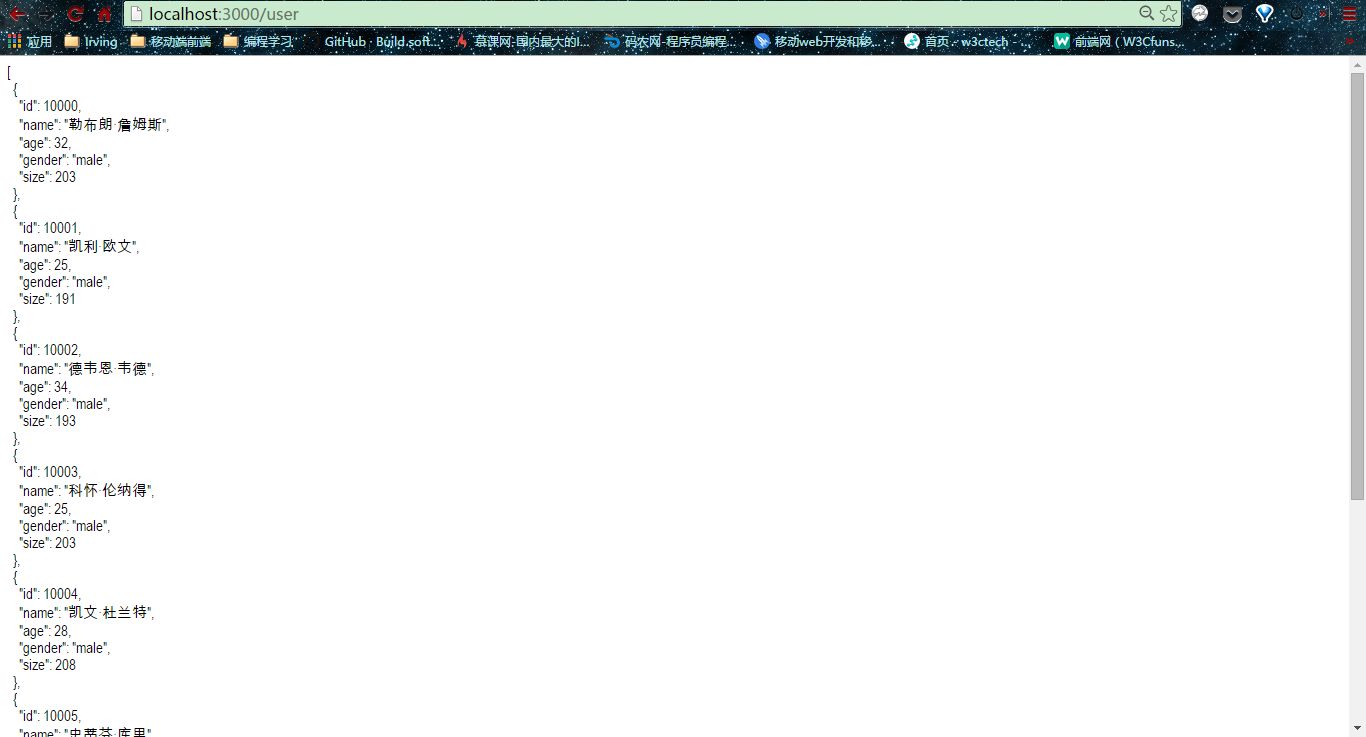 localhost:3000/user
应用 Irving 移动端前端 编程学习 GitHub · Build soft... 慕课网-国内最大的I... 码农网-程序员编程... 移动web开发和移... 首页 - w3ctech - ... 前端网（W3Cfuns...
[
{
"id": 10000,
"name": "勒布朗·詹姆斯",
"age": 32,
"gender": "male",
"size": 203
},
{
"id": 10001,
"name": "凯利·欧文",
"age": 25,
"gender": "male",
"size": 191
},
{
"id": 10002,
"name": "德韦恩·韦德",
"age": 34,
"gender": "male",
"size": 193
},
{
"id": 10003,
"name": "科怀·伦纳得",
"age": 25,
"gender": "male",
"size": 203
},
{
"id": 10004,
"name": "凯文·杜兰特",
"age": 28,
"gender": "male",
"size": 208
},
{
"id": 10005,
"name": "史蒂芬·库里"